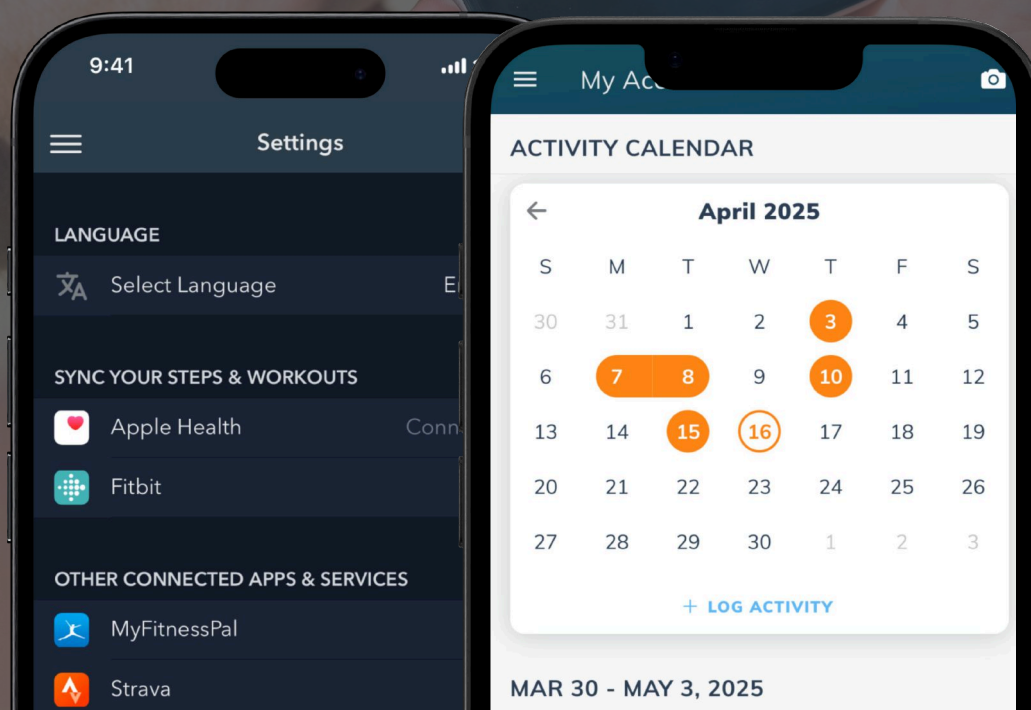 9:41
Settings
LANGUAGE
Select Language
SYNC YOUR STEPS & WORKOUTS
Apple Health
Fitbit
OTHER CONNECTED APPS & SERVICES
MyFitnessPal
Strava
My
ACTIVITY CALENDAR
April 2025
S M T W T F S
30 31 1 2 3 4 5
6 7 8 9 10 11 12
13 14 15 16 17 18 19
20 21 22 23 24 25 26
27 28 29 30 1 2 3
+ LOG ACTIVITY
MAR 30 - MAY 3, 2025